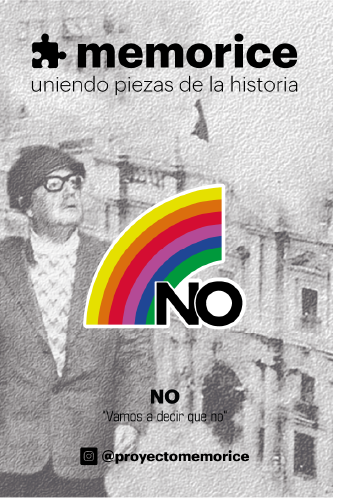 memorice
uniendo piezas de la historia
NO
NO
"Vamos a decir que no"
@proyectomemorice